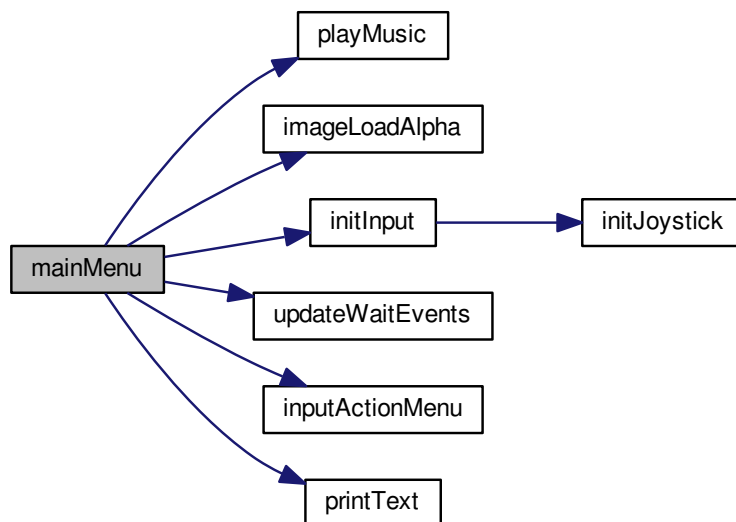 playMusic
imageLoadAlpha
initInput
initJoystick
mainMenu
updateWaitEvents
inputActionMenu
printText